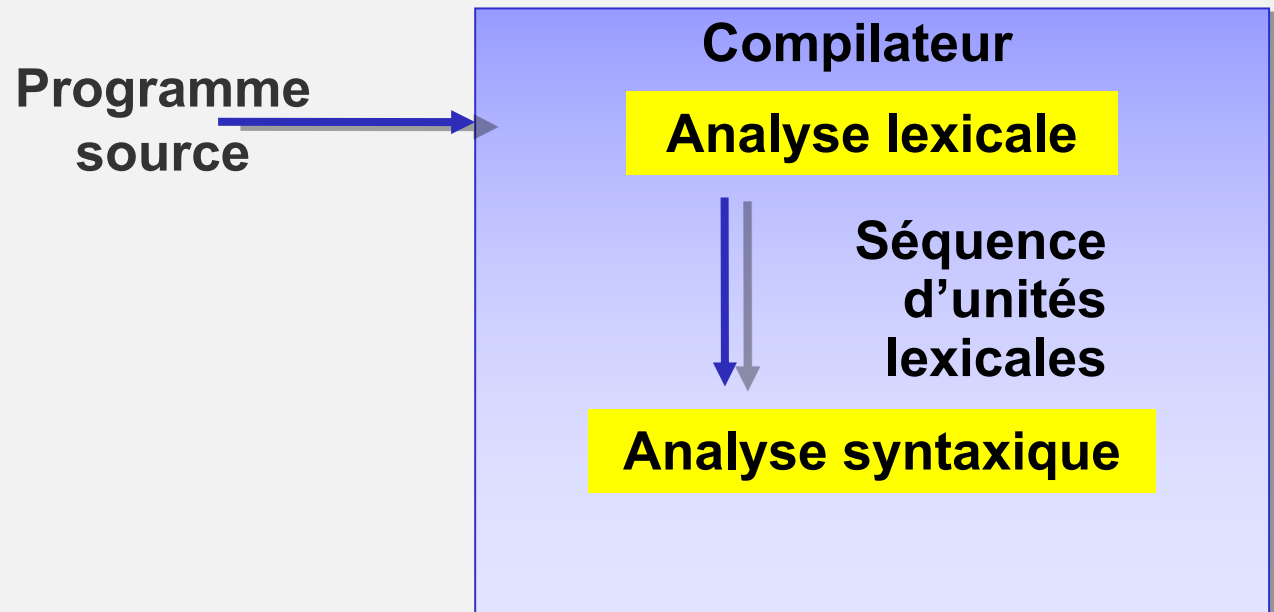 Compilateur
Programme
source
Analyse lexicale
Séquence
d’unités
lexicales
Analyse syntaxique